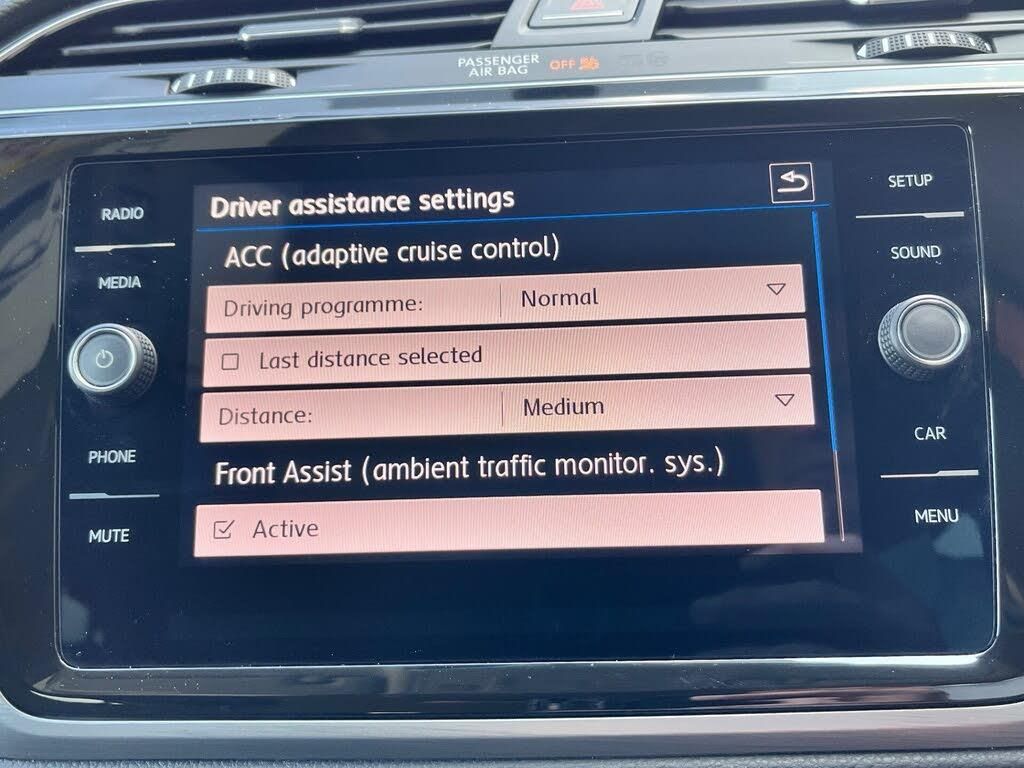 PASSENGER
AIR BAG OFF
RADIO
MEDIA
PHONE
MUTE
Driver assistance settings
ACC (adaptive cruise control)
Driving programme: Normal
Last distance selected
Distance: Medium
Front Assist (ambient traffic monitor. sys.)
Active
SETUP
SOUND
CAR
MENU